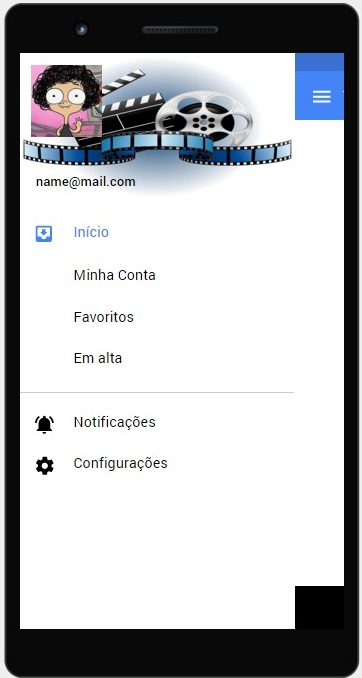 name@mail.com
Início
Minha Conta
Favoritos
Em alta
Notificações
Configurações